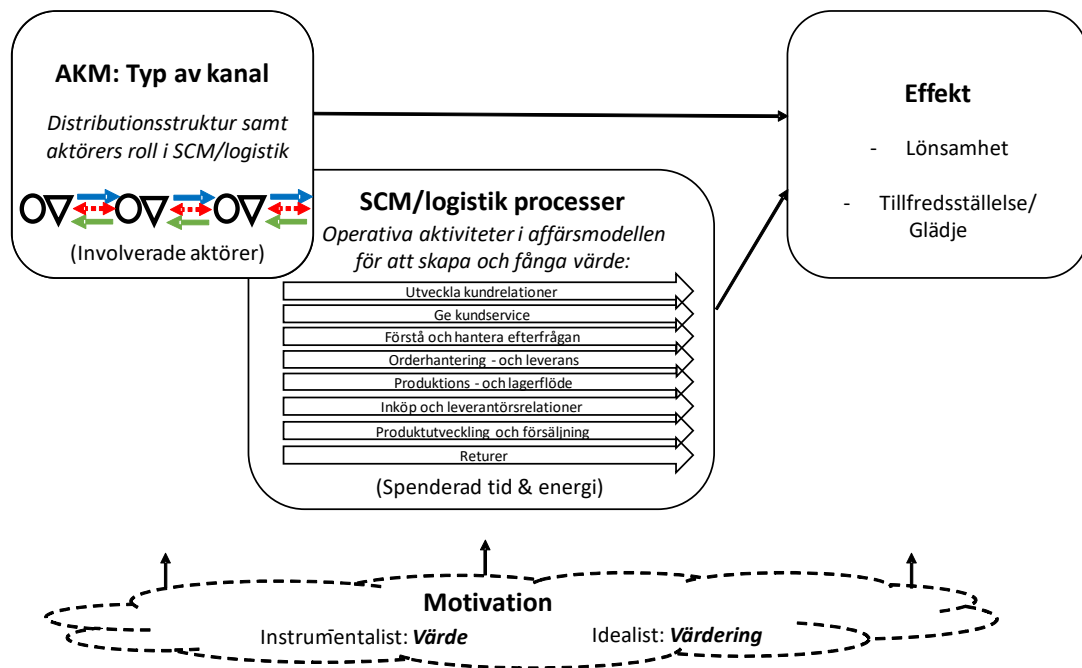 AKM: Typ av kanal
Distributionsstruktur samt
aktörers roll i SCM/logistik
(Involverade aktörer)
SCM/logistik processer
Operativa aktiviteter i affärsmodellen
för att skapa och fånga värde:
Utveckla kundrelationer
Ge kundservice
Förstå och hantera efterfrågan
Orderhantering - och leverans
Produktions - och lagerflöde
Inköp och leverantörsrelationer
Produktutveckling och försäljning
Returer
(Spenderad tid & energi)
Effekt
- Lönsamhet
- Tillfredsställelse/
Glädje
Motivation
Instrumentalist: Värde
Idealist: Värdering